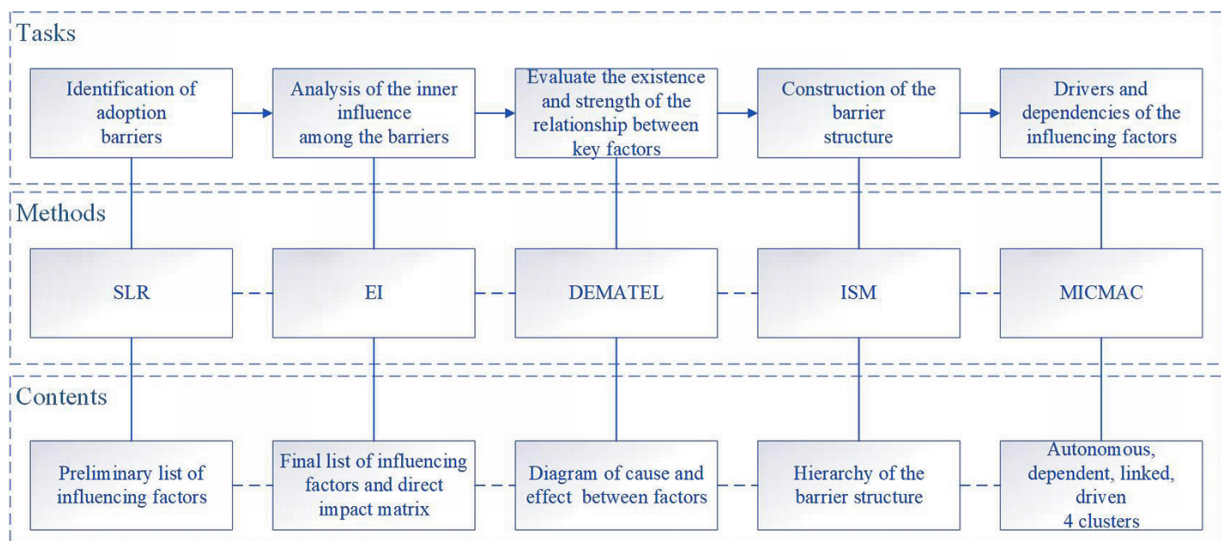 Tasks
Identification of
adoption
barriers
Analysis of the inner
influence
among the barriers
Evaluate the existence
and strength of the
relationship between
key factors
Construction of the
barrier
structure
Drivers and
dependencies of the
influencing factors
Methods
SLR
EI
DEMATEL
ISM
MICMAC
Contents
Preliminary list of
influencing factors
Final list of influencing
factors and direct
impact matrix
Diagram of cause and
effect between factors
Hierarchy of the
barrier structure
Autonomous,
dependent, linked,
driven
4 clusters